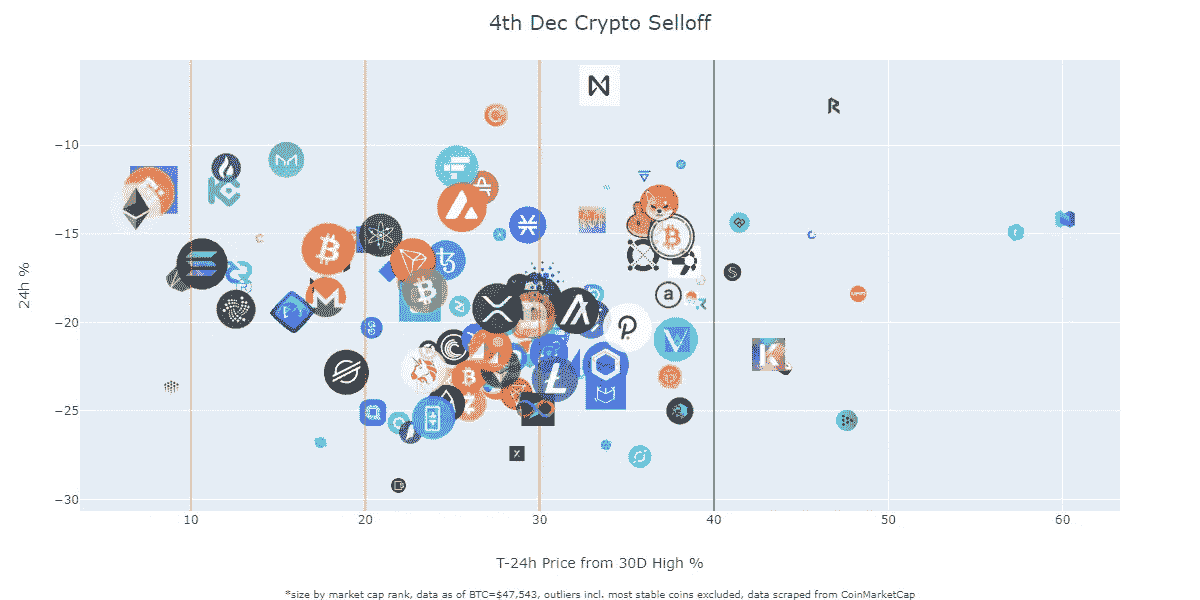 4th Dec Crypto Selloff
24h %
−10
−15
−20
−25
−30
10
20
30
40
50
60
T-24h Price from 30D High %
*size by market cap rank, data as of BTC=$47,543, outliers incl. most stable coins excluded, data scraped from CoinMarketCap